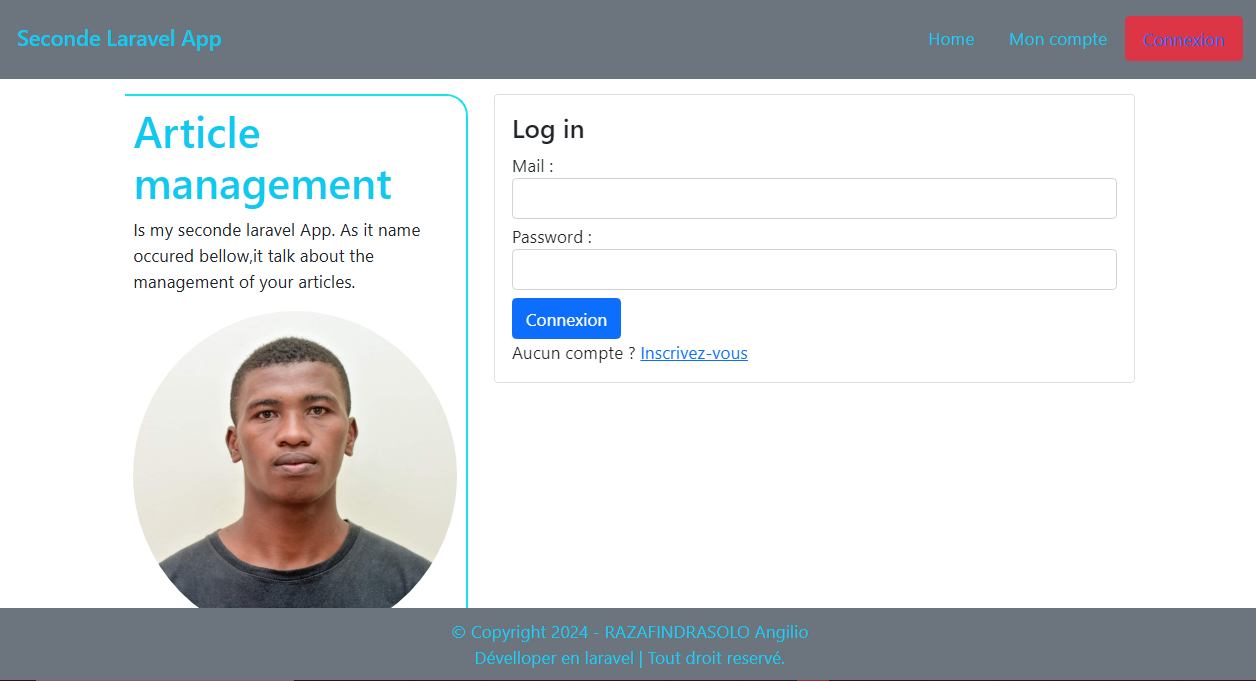 Seconde Laravel App
Home Mon compte Connexion
Article
management
Is my seconde laravel App. As it name
occured bellow,it talk about the
management of your articles.
Log in
Mail :
Password :
Connexion
Aucun compte ? Inscrivez-vous
© Copyright 2024 - RAZAFINDRASOLO Angilio
Dévelloper en laravel | Tout droit reservé.